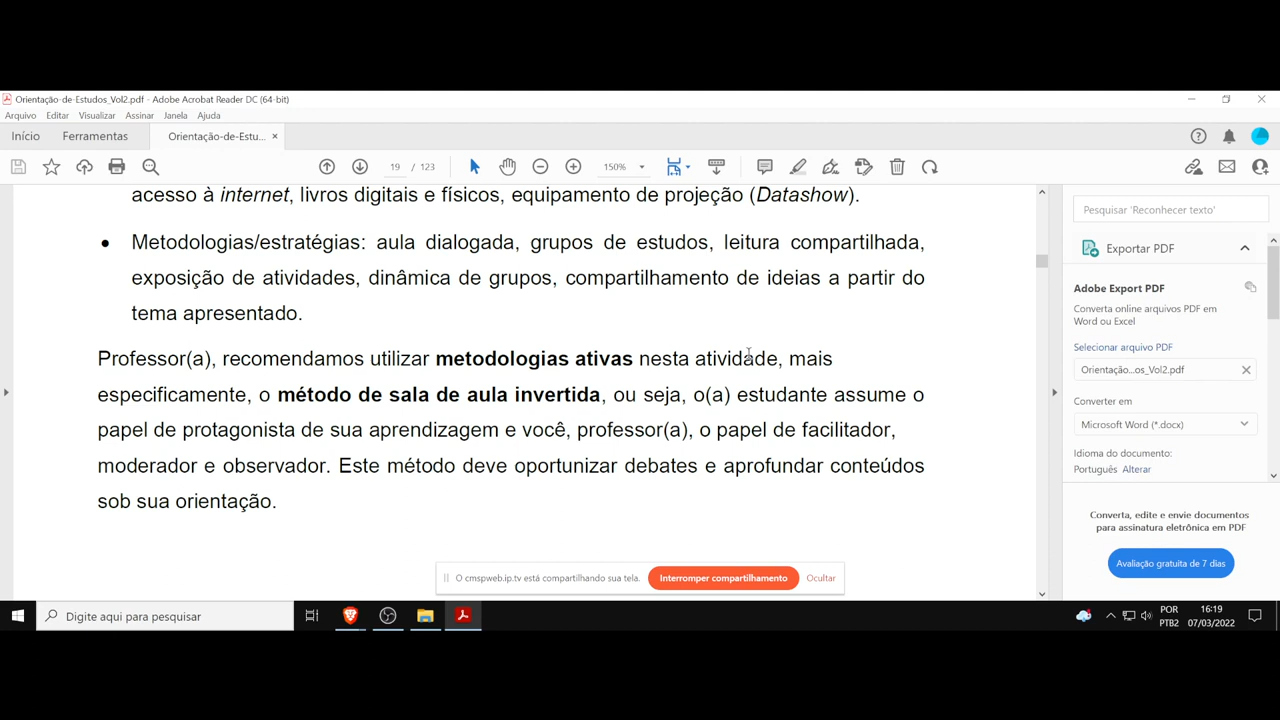 Orientação-de-Estudos_Vol2.pdf - Adobe Acrobat Reader DC (64-bit)
Arquivo Editar Visualizar Assinar Janela Ajuda
Início Ferramentas Orientação-de-Estu... ×
19 / 123 150%
acesso à internet, livros digitais e físicos, equipamento de projeção (Datashow).
• Metodologias/estratégias: aula dialogada, grupos de estudos, leitura compartilhada,
exposição de atividades, dinâmica de grupos, compartilhamento de ideias a partir do
tema apresentado.
Professor(a), recomendamos utilizar metodologias ativas nesta atividade, mais
especificamente, o método de sala de aula invertida, ou seja, o(a) estudante assume o
papel de protagonista de sua aprendizagem e você, professor(a), o papel de facilitador,
moderador e observador. Este método deve oportunizar debates e aprofundar conteúdos
sob sua orientação.
Pesquisar 'Reconhecer texto'
Exportar PDF
Adobe Export PDF
Converta online arquivos PDF em
Word ou Excel
Selecionar arquivo PDF
Orientação...os_Vol2.pdf
Converter em
Microsoft Word (*.docx)
Idioma do documento:
Português Alterar
Converta, edite e envie documentos
para assinatura eletrônica em PDF
Avaliação gratuita de 7 dias
O cmspweb.ip.tv está compartilhando sua tela. Interromper compartilhamento Ocultar
Digite aqui para pesquisar
POR
PTB2
16:19
07/03/2022